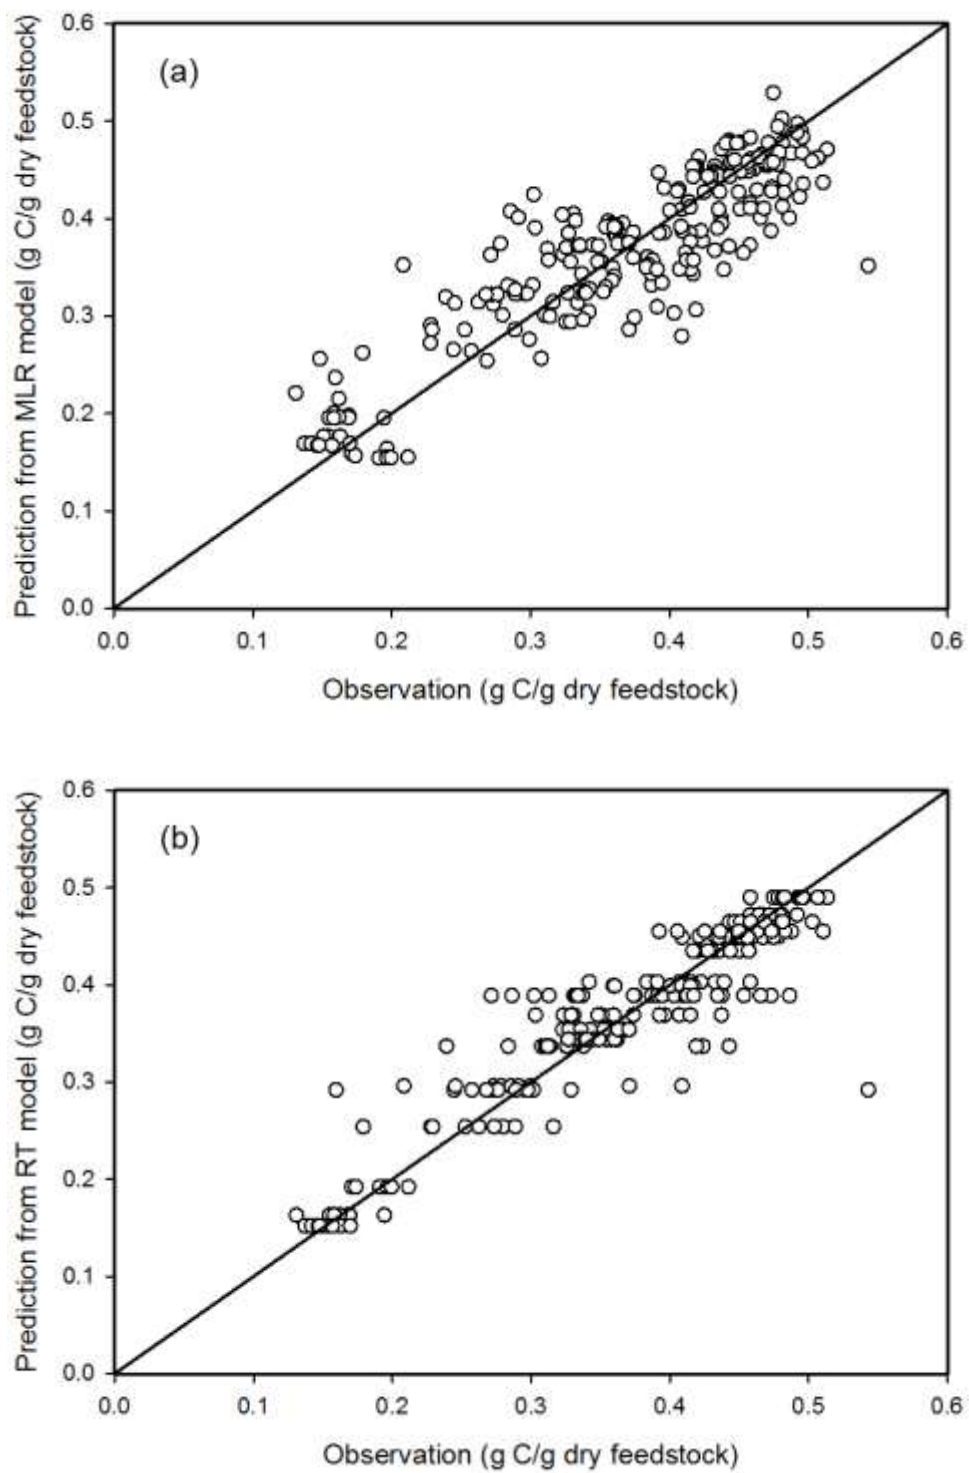 (a)
Prediction from MLR model (g C/g dry feedstock)
0.6
0.5
0.4
0.3
0.2
0.1
0.0
0.0 0.1 0.2 0.3 0.4 0.5 0.6
Observation (g C/g dry feedstock)
(b)
Prediction from RT model (g C/g dry feedstock)
0.6
0.5
0.4
0.3
0.2
0.1
0.0
0.0 0.1 0.2 0.3 0.4 0.5 0.6
Observation (g C/g dry feedstock)